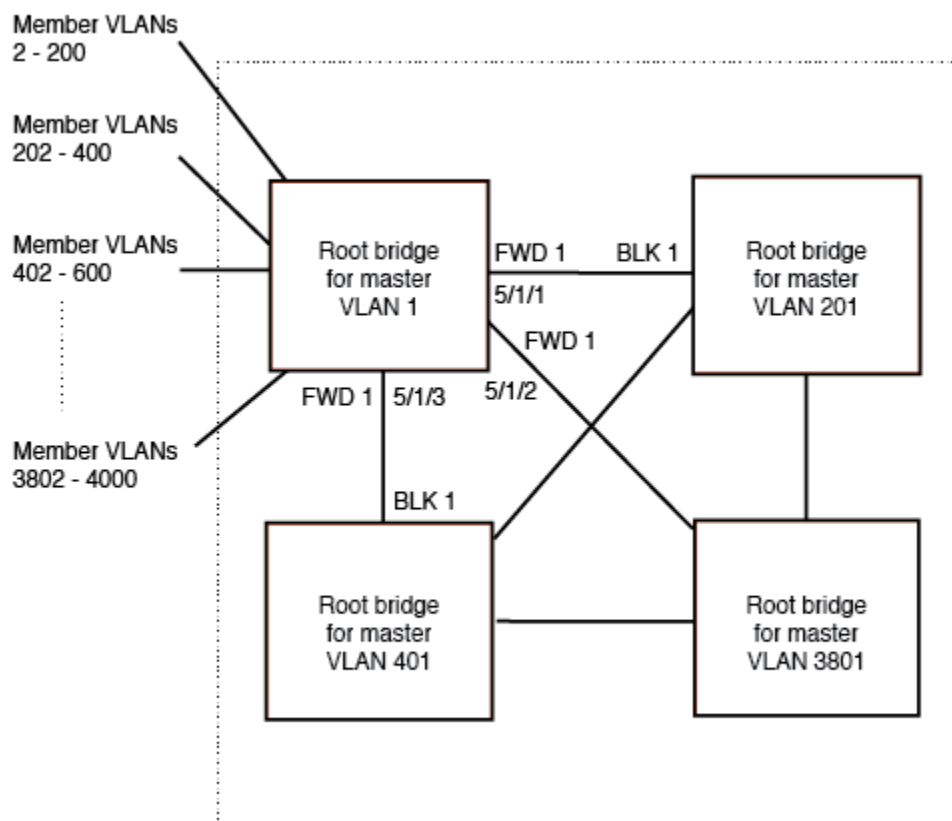 Member VLANs
2 - 200
Member VLANs
202 - 400
Member VLANs
402 - 600
Member VLANs
3802 - 4000
Root bridge
for master
VLAN 1
FWD 1
BLK 1
5/1/1
FWD 1
5/1/2
FWD 1
5/1/3
BLK 1
Root bridge
for master
VLAN 201
Root bridge
for master
VLAN 401
Root bridge
for master
VLAN 3801